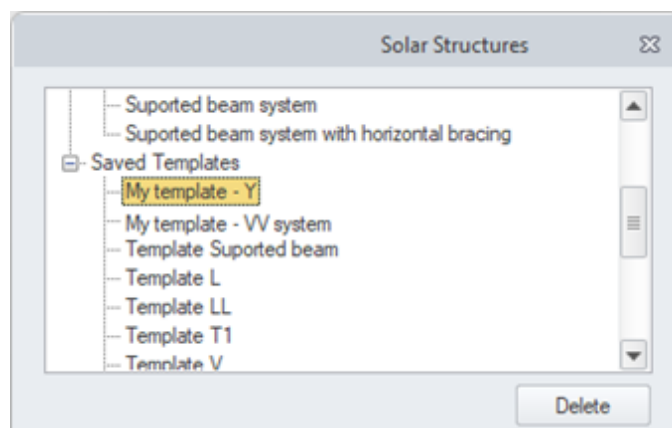 Solar Structures
Suported beam system
Suported beam system with horizontal bracing
Saved Templates
My template - Y
My template - VV system
Template Suported beam
Template L
Template LL
Template T1
Template V
Delete